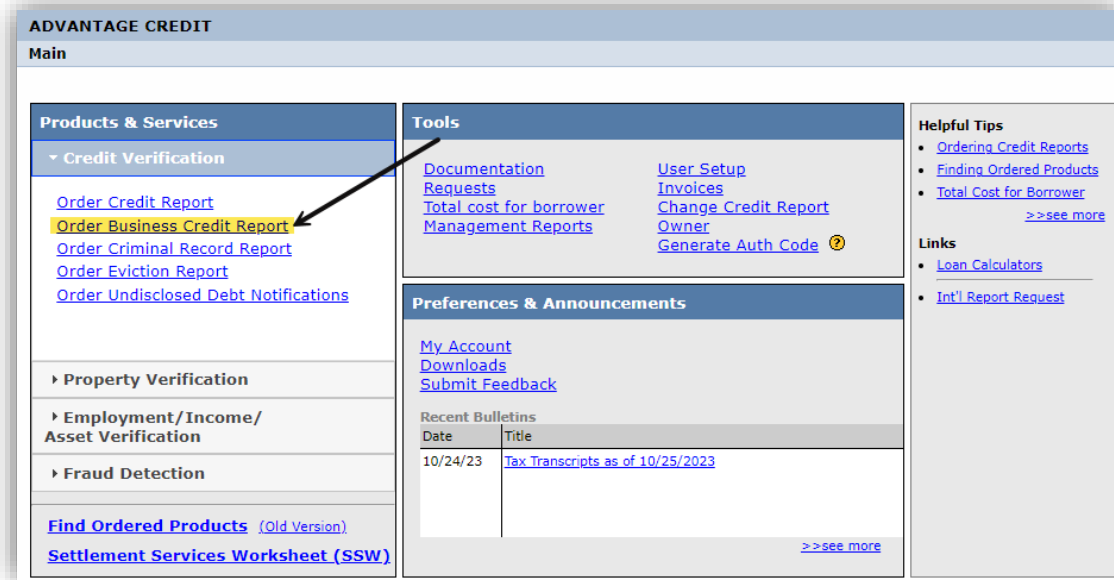 ADVANTAGE CREDIT
Main
Products & Services
Credit Verification
Order Credit Report
Order Business Credit Report
Order Criminal Record Report
Order Eviction Report
Order Undisclosed Debt Notifications
Property Verification
Employment/Income/
Asset Verification
Fraud Detection
Find Ordered Products (Old Version)
Settlement Services Worksheet (SSW)
Tools
Documentation
Requests
Total cost for borrower
Management Reports
User Setup
Invoices
Change Credit Report
Owner
Generate Auth Code ?
Preferences & Announcements
My Account
Downloads
Submit Feedback
Recent Bulletins
Date Title
10/24/23 Tax Transcripts as of 10/25/2023
>>see more
Helpful Tips
Ordering Credit Reports
Finding Ordered Products
Total Cost for Borrower
>>see more
Links
Loan Calculators
Int'l Report Request